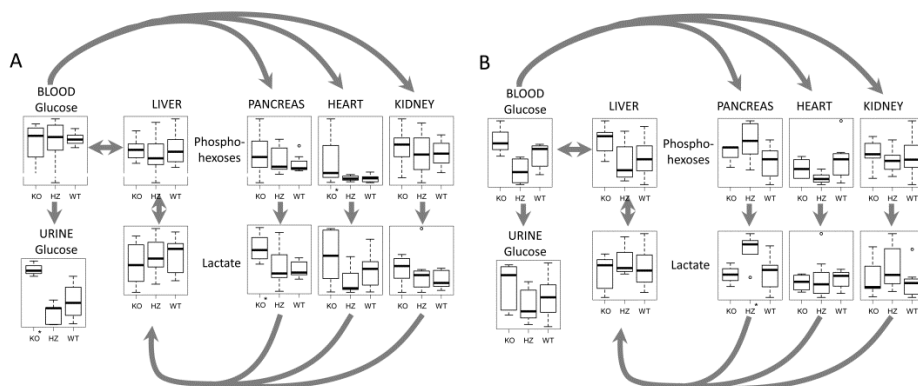 A
BLOOD
Glucose
LIVER
PANCREAS
HEART
KIDNEY
Phospho-
hexoses
KO HZ WT
KO HZ WT
KO HZ WT
KO * HZ WT
KO HZ WT
URINE
Glucose
Lactate
KO * HZ WT
KO HZ WT
KO * HZ WT
KO HZ WT
KO HZ WT
B
BLOOD
Glucose
LIVER
PANCREAS
HEART
KIDNEY
Phospho-
hexoses
KO HZ WT
KO HZ WT
KO HZ WT
KO HZ WT
KO HZ WT
URINE
Glucose
Lactate
KO HZ WT
KO HZ WT
KO HZ * WT
KO HZ WT
KO HZ WT